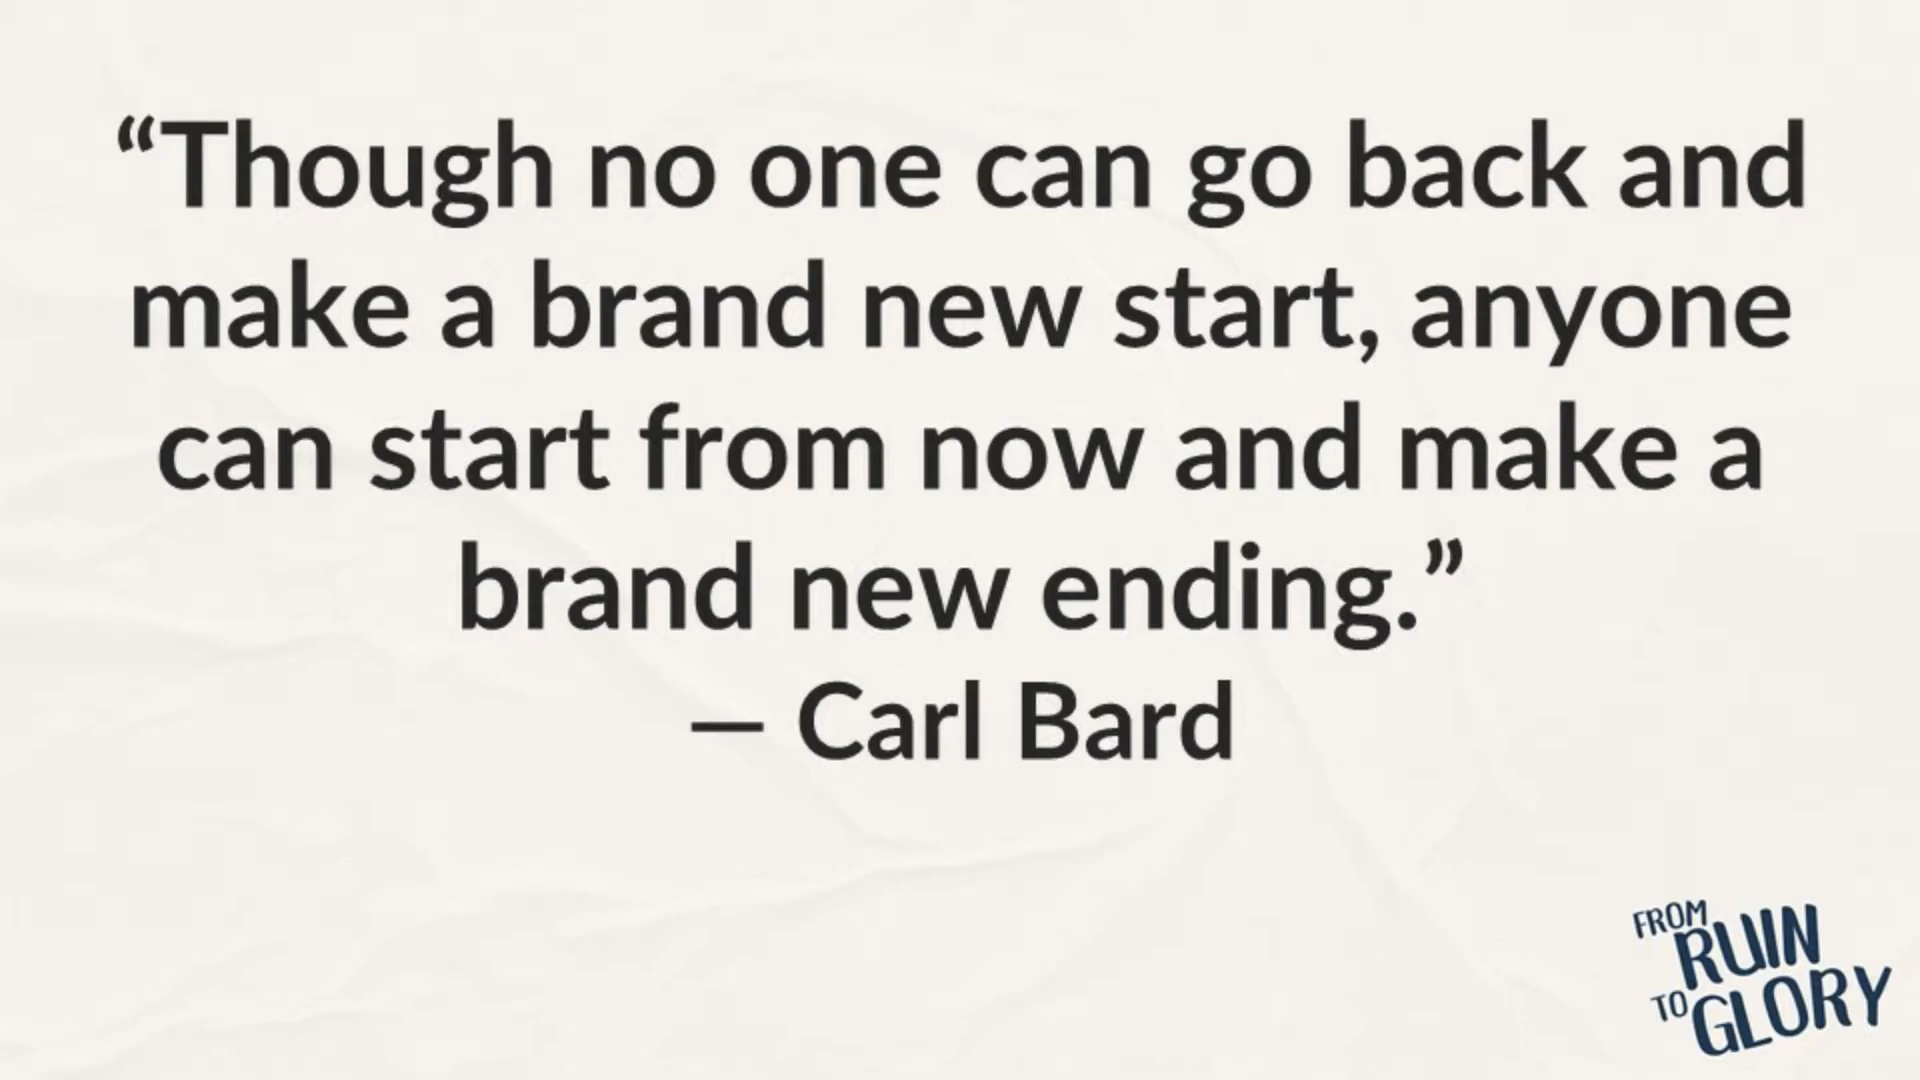 “Though no one can go back and
make a brand new start, anyone
can start from now and make a
brand new ending.”
— Carl Bard
FROM
RUIN
TO
GLORY